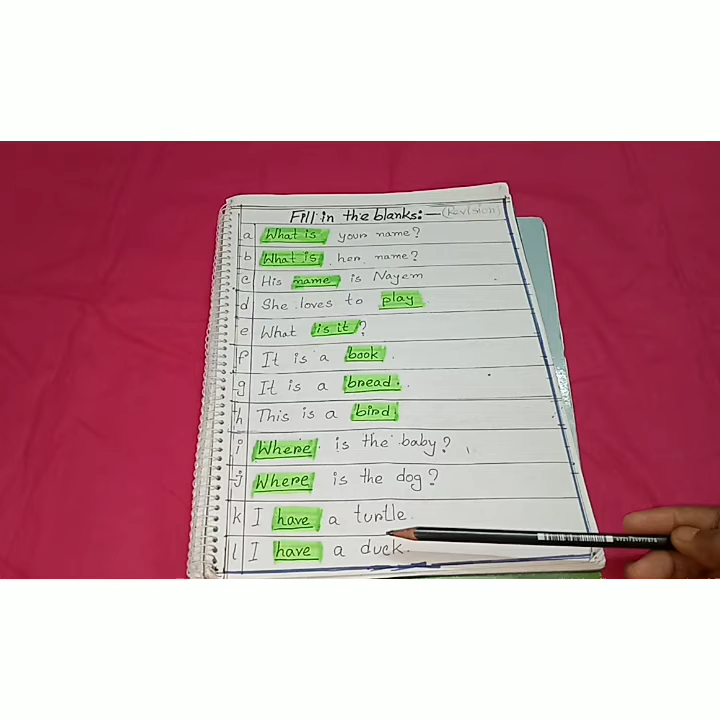 Fill in the blanks:— (Revision)
a What is your name?
b What is her name?
c His name is Nayem
d She loves to play
e What is it?
f It is a book.
g It is a bread.
h This is a bird.
i Where is the baby?
j Where is the dog?
k I have a turtle.
l I have a duck.